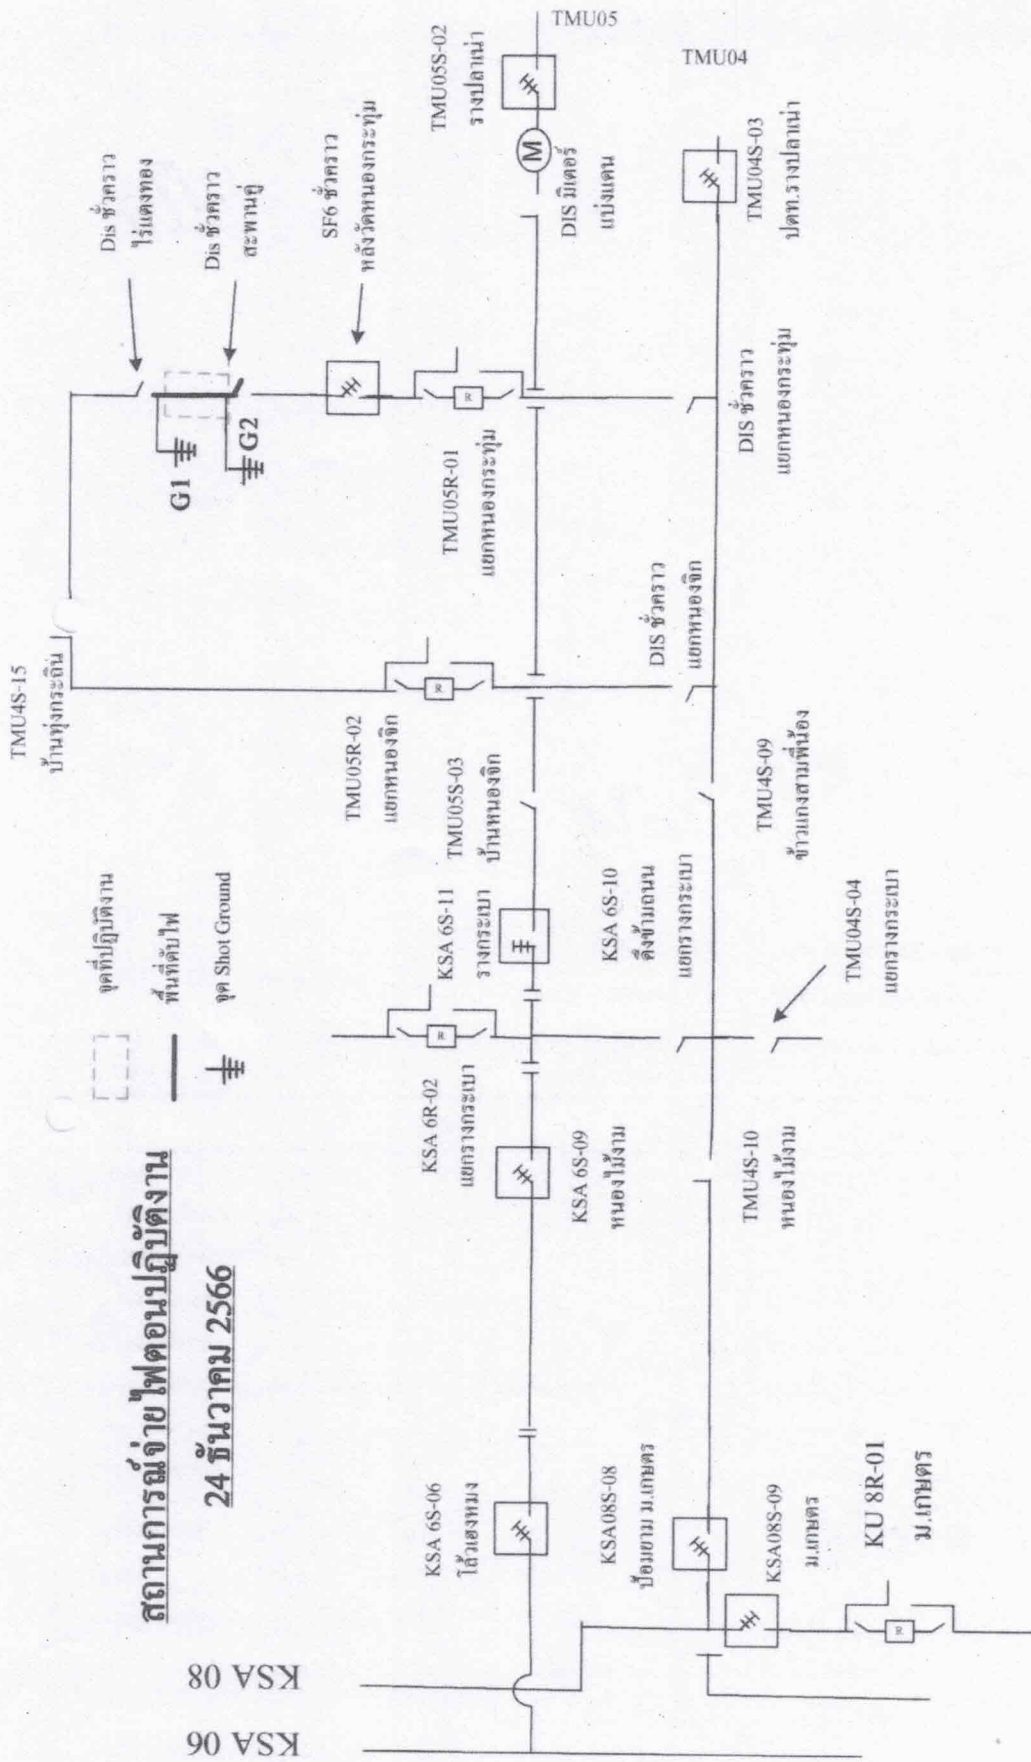 สถานการณ์จ่ายไฟตอนปฏิบัติงาน
24 ธันวาคม 2566
จุดที่ปฏิบัติงาน
พื้นที่ดับไฟ
จุด Shot Ground
TMU4S-15
บ้านทุ่งกระถิน
Dis ชั่วคราว
ไร่แตงทอง
Dis ชั่วคราว
สะพานคู่
G1
G2
SF6 ชั่วคราว
หลังวัดหนองกระทุ่ม
TMU05S-02
รางปลาเน่า
TMU05
KSA 08
KSA 06
KSA 6S-06
โล้วเฮงหมง
KSA 6R-02
แยกรางกระเบา
R
KSA 6S-11
รางกระเบา
TMU05S-03
บ้านหนองจิก
TMU05R-02
แยกหนองจิก
R
TMU05R-01
แยกหนองกระทุ่ม
R
M
DIS มิเตอร์
แบ่งแดน
TMU04
KSA 6S-09
หนองไม้งาม
KSA 6S-10
ดึงข้ามถนน
แยกรางกระเบา
DIS ชั่วคราว
แยกหนองจิก
KSA08S-08
ป้อมยาม ม.เกษตร
TMU4S-10
หนองไม้งาม
TMU4S-09
ข้าวแกงสามพี่น้อง
DIS ชั่วคราว
แยกหนองกระทุ่ม
TMU04S-03
ปตท.รางปลาเน่า
KSA08S-09
ม.เกษตร
TMU04S-04
แยกรางกระเบา
KU 8R-01
ม.เกษตร
R